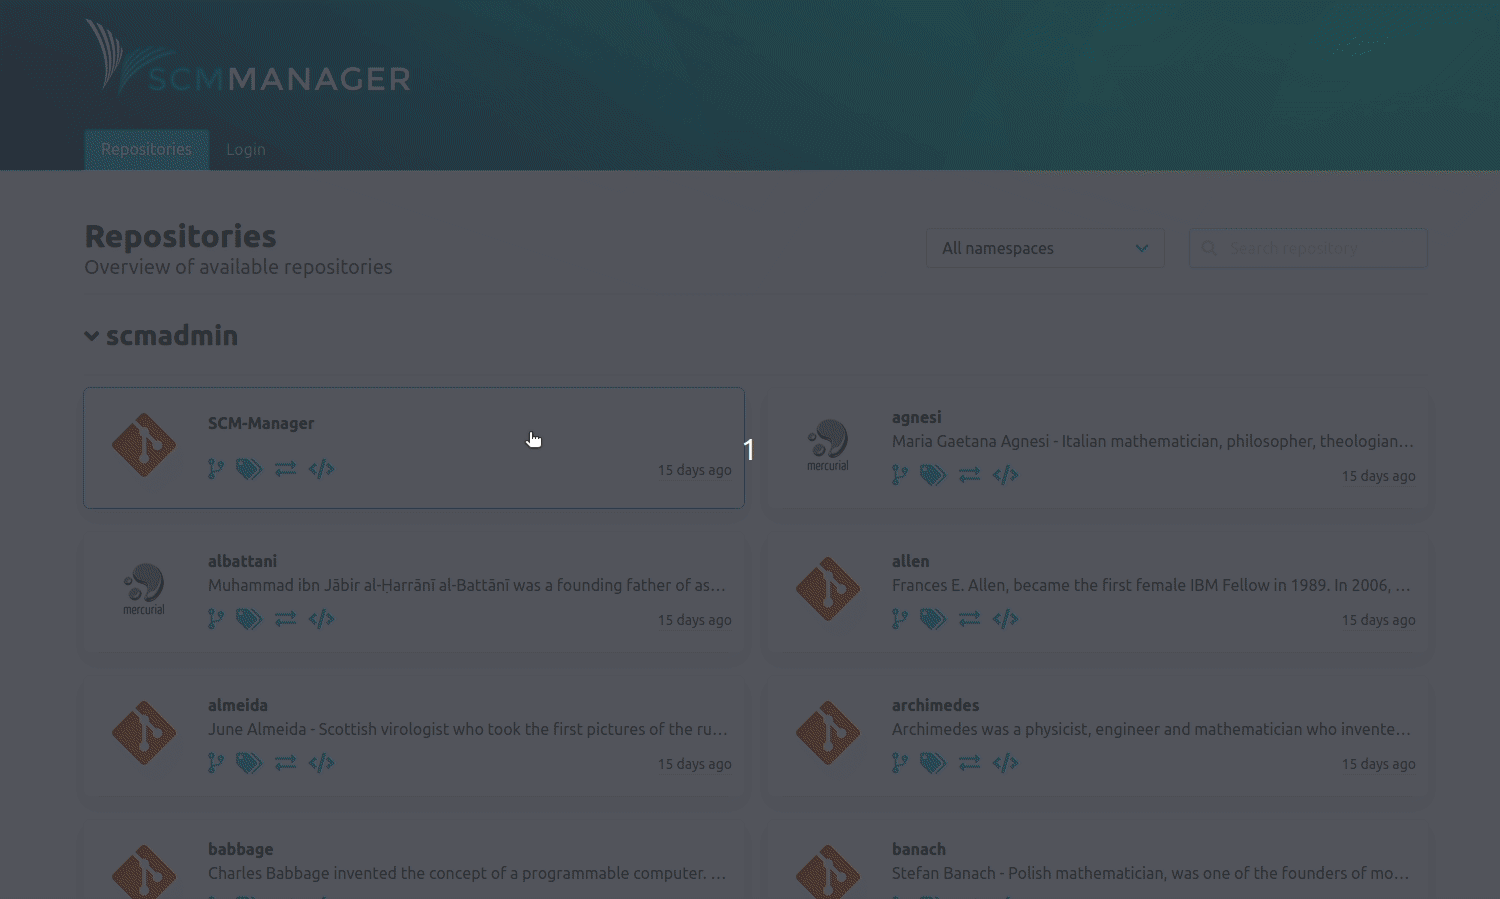 SCMMANAGER
Repositories Login
Repositories
Overview of available repositories
All namespaces
Search repository
scmadmin
SCM-Manager
15 days ago
1
mercurial
agnesi
Maria Gaetana Agnesi - Italian mathematician, philosopher, theologian…
15 days ago
mercurial
albattani
Muhammad ibn Jābir al-Ḥarrānī al-Battānī was a founding father of as…
15 days ago
allen
Frances E. Allen, became the first female IBM Fellow in 1989. In 2006, …
15 days ago
almeida
June Almeida - Scottish virologist who took the first pictures of the ru…
15 days ago
archimedes
Archimedes was a physicist, engineer and mathematician who invente…
15 days ago
babbage
Charles Babbage invented the concept of a programmable computer. …
banach
Stefan Banach - Polish mathematician, was one of the founders of mo…